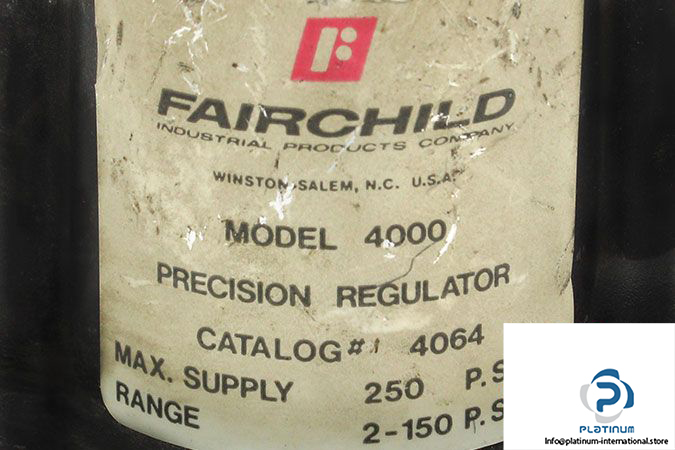 FAIRCHILD
INDUSTRIAL PRODUCTS COMPANY
WINSTON-SALEM, N.C. U.S.A.
MODEL 4000
PRECISION REGULATOR
CATALOG# 4064
MAX. SUPPLY 250 P.S
RANGE 2-150 P.S
PLATINUM
Info@platinum-international.store